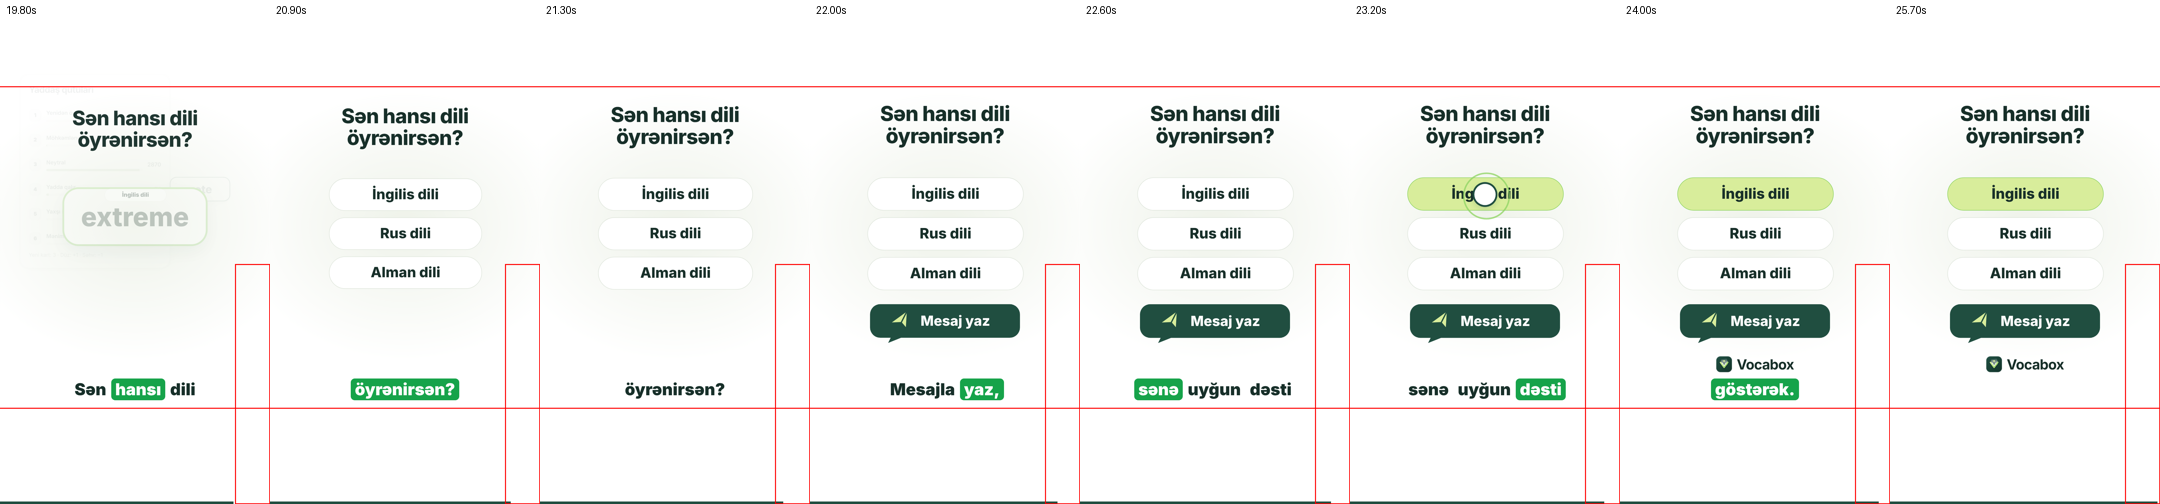 19.80s
Sən hansı dili
öyrənirsən?
İngilis dili
extreme
Sən hansı dili
20.90s
Sən hansı dili
öyrənirsən?
İngilis dili
Rus dili
Alman dili
öyrənirsən?
21.30s
Sən hansı dili
öyrənirsən?
İngilis dili
Rus dili
Alman dili
öyrənirsən?
22.00s
Sən hansı dili
öyrənirsən?
İngilis dili
Rus dili
Alman dili
Mesaj yaz
Mesajla yaz,
22.60s
Sən hansı dili
öyrənirsən?
İngilis dili
Rus dili
Alman dili
Mesaj yaz
sənə uyğun dəsti
23.20s
Sən hansı dili
öyrənirsən?
İng dili
Rus dili
Alman dili
Mesaj yaz
sənə uyğun dəsti
24.00s
Sən hansı dili
öyrənirsən?
İngilis dili
Rus dili
Alman dili
Mesaj yaz
Vocabox
göstərək.
25.70s
Sən hansı dili
öyrənirsən?
İngilis dili
Rus dili
Alman dili
Mesaj yaz
Vocabox